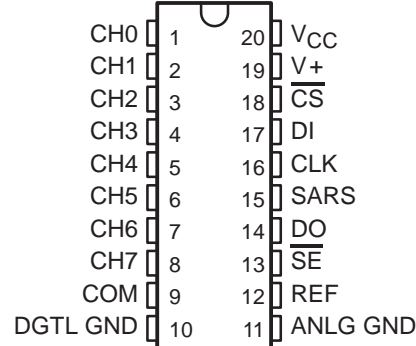 CH0 1 20 VCC
CH1 2 19 V+
CH2 3 18 CS
CH3 4 17 DI
CH4 5 16 CLK
CH5 6 15 SARS
CH6 7 14 DO
CH7 8 13 SE
COM 9 12 REF
DGTL GND 10 11 ANLG GND